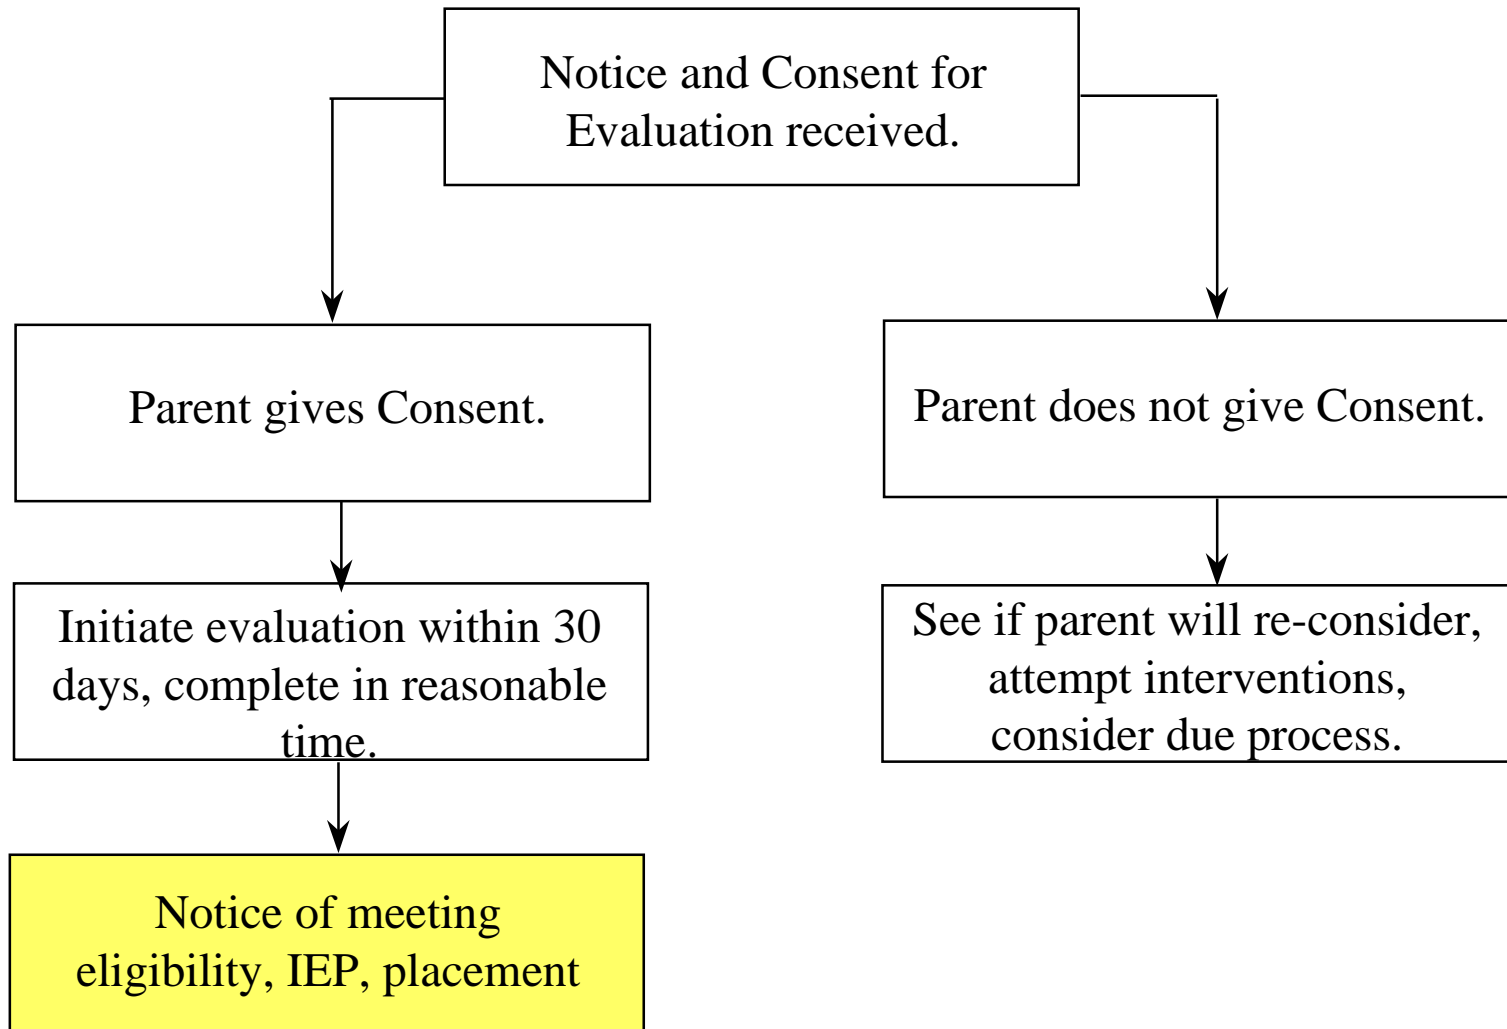 Notice and Consent for
Evaluation received.
Parent gives Consent.
Parent does not give Consent.
Initiate evaluation within 30
days, complete in reasonable
time.
See if parent will re-consider,
attempt interventions,
consider due process.
Notice of meeting
eligibility, IEP, placement